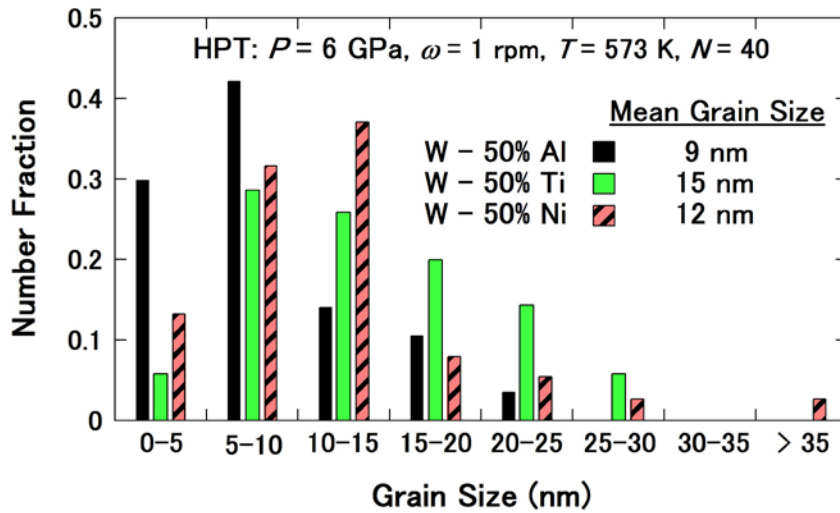 HPT: P = 6 GPa, ω = 1 rpm, T = 573 K, N = 40
Mean Grain Size
W − 50% Al 9 nm
W − 50% Ti 15 nm
W − 50% Ni 12 nm
Number Fraction
0.5
0.4
0.3
0.2
0.1
0
0−5 5−10 10−15 15−20 20−25 25−30 30−35 > 35
Grain Size (nm)